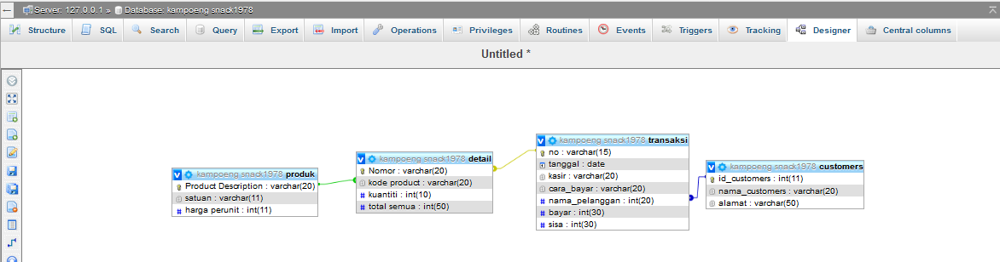 Server: 127.0.0.1 » Database: kampoeng snack1978
Structure SQL Search Query Export Import Operations Privileges Routines Events Triggers Tracking Designer Central columns
Untitled *
kampoeng snack1978 produk
Product Description : varchar(20)
satuan : varchar(11)
# harga perunit : int(11)
kampoeng snack1978 detail
Nomor : varchar(20)
kode product : varchar(20)
# kuantiti : int(10)
# total semua : int(50)
kampoeng snack1978 transaksi
no : varchar(15)
tanggal : date
kasir : varchar(20)
cara_bayar : varchar(20)
# nama_pelanggan : int(20)
# bayar : int(30)
# sisa : int(30)
kampoeng snack1978 customers
id_customers : int(11)
nama_customers : varchar(20)
alamat : varchar(50)